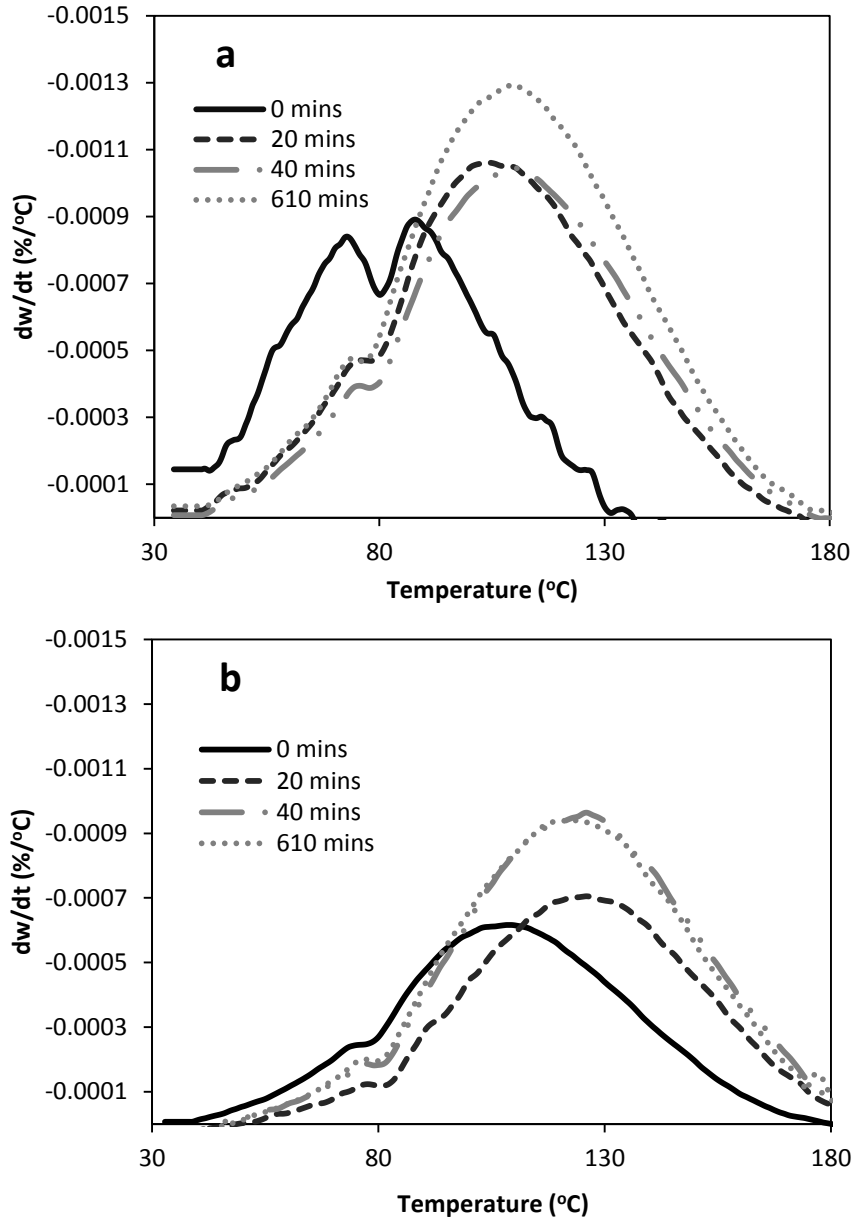 -0.0015
-0.0013
-0.0011
-0.0009
-0.0007
-0.0005
-0.0003
-0.0001
dw/dt (%/°C)
a
0 mins
20 mins
40 mins
610 mins
30 80 130 180
Temperature (°C)
-0.0015
-0.0013
-0.0011
-0.0009
-0.0007
-0.0005
-0.0003
-0.0001
dw/dt (%/°C)
b
0 mins
20 mins
40 mins
610 mins
30 80 130 180
Temperature (°C)